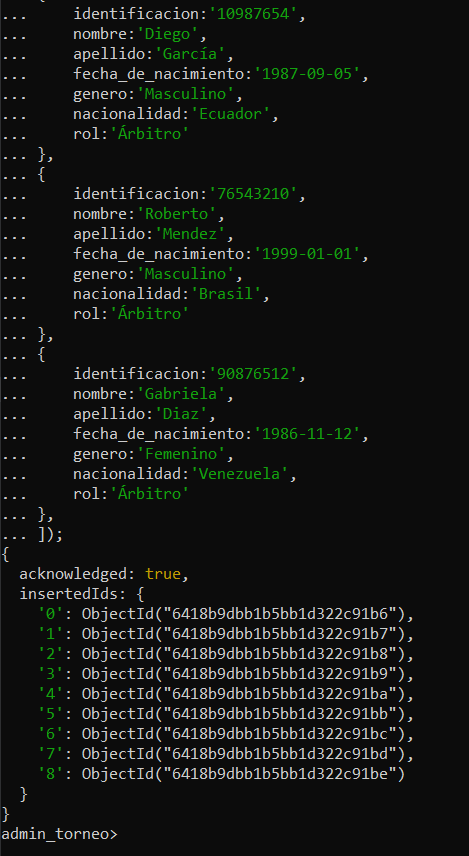 ...     identificacion:'10987654',
...     nombre:'Diego',
...     apellido:'García',
...     fecha_de_nacimiento:'1987-09-05',
...     genero:'Masculino',
...     nacionalidad:'Ecuador',
...     rol:'Árbitro'
... },
... {
...     identificacion:'76543210',
...     nombre:'Roberto',
...     apellido:'Mendez',
...     fecha_de_nacimiento:'1999-01-01',
...     genero:'Masculino',
...     nacionalidad:'Brasil',
...     rol:'Árbitro'
... },
... {
...     identificacion:'90876512',
...     nombre:'Gabriela',
...     apellido:'Diaz',
...     fecha_de_nacimiento:'1986-11-12',
...     genero:'Femenino',
...     nacionalidad:'Venezuela',
...     rol:'Árbitro'
... },
... ]);
{
  acknowledged: true,
  insertedIds: {
    '0': ObjectId("6418b9dbb1b5bb1d322c91b6"),
    '1': ObjectId("6418b9dbb1b5bb1d322c91b7"),
    '2': ObjectId("6418b9dbb1b5bb1d322c91b8"),
    '3': ObjectId("6418b9dbb1b5bb1d322c91b9"),
    '4': ObjectId("6418b9dbb1b5bb1d322c91ba"),
    '5': ObjectId("6418b9dbb1b5bb1d322c91bb"),
    '6': ObjectId("6418b9dbb1b5bb1d322c91bc"),
    '7': ObjectId("6418b9dbb1b5bb1d322c91bd"),
    '8': ObjectId("6418b9dbb1b5bb1d322c91be")
  }
}
admin_torneo>